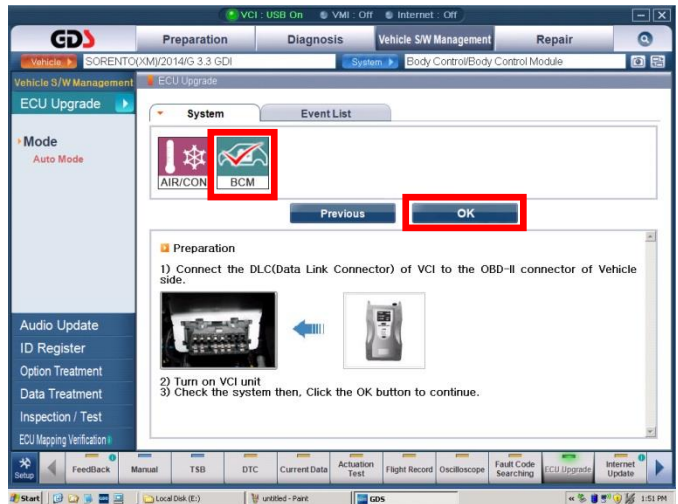 VCI : USB On VMI : Off Internet : Off
GDS Preparation Diagnosis Vehicle S/W Management Repair
Vehicle SORENTO(XM)/2014/G 3.3 GDI System Body Control/Body Control Module
Vehicle S/W Management ECU Upgrade
ECU Upgrade
System Event List
Mode
Auto Mode
AIR/CON BCM
Previous OK
Preparation
1) Connect the DLC(Data Link Connector) of VCI to the OBD-II connector of Vehicle
side.
2) Turn on VCI unit
3) Check the system then, Click the OK button to continue.
Audio Update
ID Register
Option Treatment
Data Treatment
Inspection / Test
ECU Mapping Verification
Setup FeedBack Manual TSB DTC Current Data Actuation Test Flight Record Oscilloscope Fault Code Searching ECU Upgrade Internet Update
Start Local Disk (E:) untitled - Paint GDS 1:51 PM